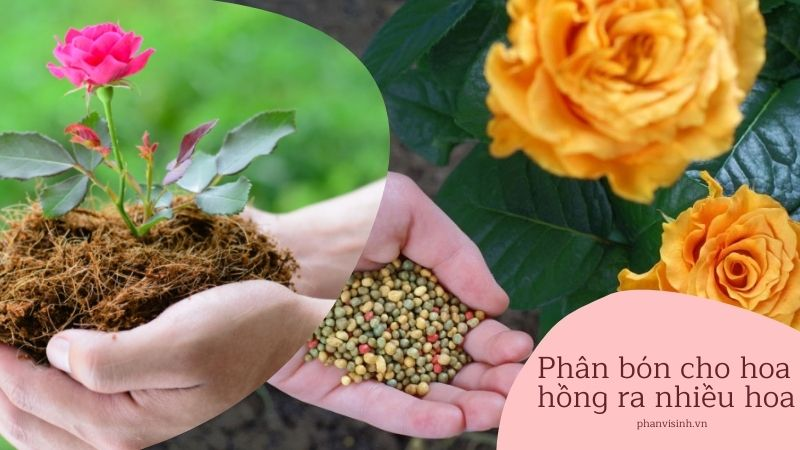 Phân bón cho hoa
hồng ra nhiều hoa
phanvisinh.vn